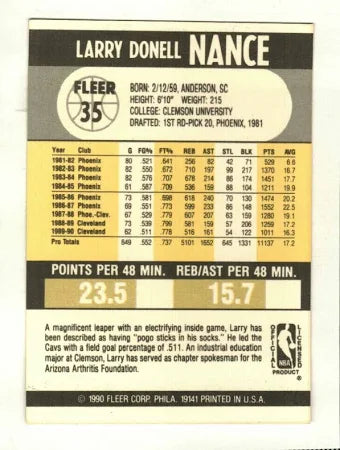 LARRY DONELL NANCE
FLEER
35
BORN: 2/12/59, ANDERSON, SC
HEIGHT: 6'10" WEIGHT: 215
COLLEGE: CLEMSON UNIVERSITY
DRAFTED: 1ST RD-PICK 20, PHOENIX, 1981
Year Club G FG% FT% REB AST STL BLK PTS AVG
1981-82 Phoenix 80 .521 .641 256 82 42 71 529 6.6
1982-83 Phoenix 82 .550 .672 710 197 99 217 1370 16.7
1983-84 Phoenix 82 .576 .707 678 214 86 174 1451 17.7
1984-85 Phoenix 61 .587 .709 536 159 88 104 1211 19.9
1985-86 Phoenix 73 .581 .698 618 240 70 130 1474 20.2
1986-87 Phoenix 69 .551 .773 599 233 86 148 1552 22.5
1987-88 Phoe.-Clev. 67 .529 .779 607 207 63 159 1280 19.1
1988-89 Cleveland 73 .539 .799 581 159 57 206 1259 17.2
1989-90 Cleveland 62 .511 .778 516 161 54 122 1011 16.3
Pro Totals 649 .552 .737 5101 1652 645 1331 11137 17.2
POINTS PER 48 MIN. REB/AST PER 48 MIN.
23.5 15.7
A magnificent leaper with an electrifying inside game, Larry has
been described as having "pogo sticks in his socks." He led the
Cavs with a field goal percentage of .511. An industrial education
major at Clemson, Larry has served as chapter spokesman for the
Arizona Arthritis Foundation.
OFFICIAL LICENSED
NBA
PRODUCT
®
© 1990 FLEER CORP. PHILA. 19141 PRINTED IN U.S.A.